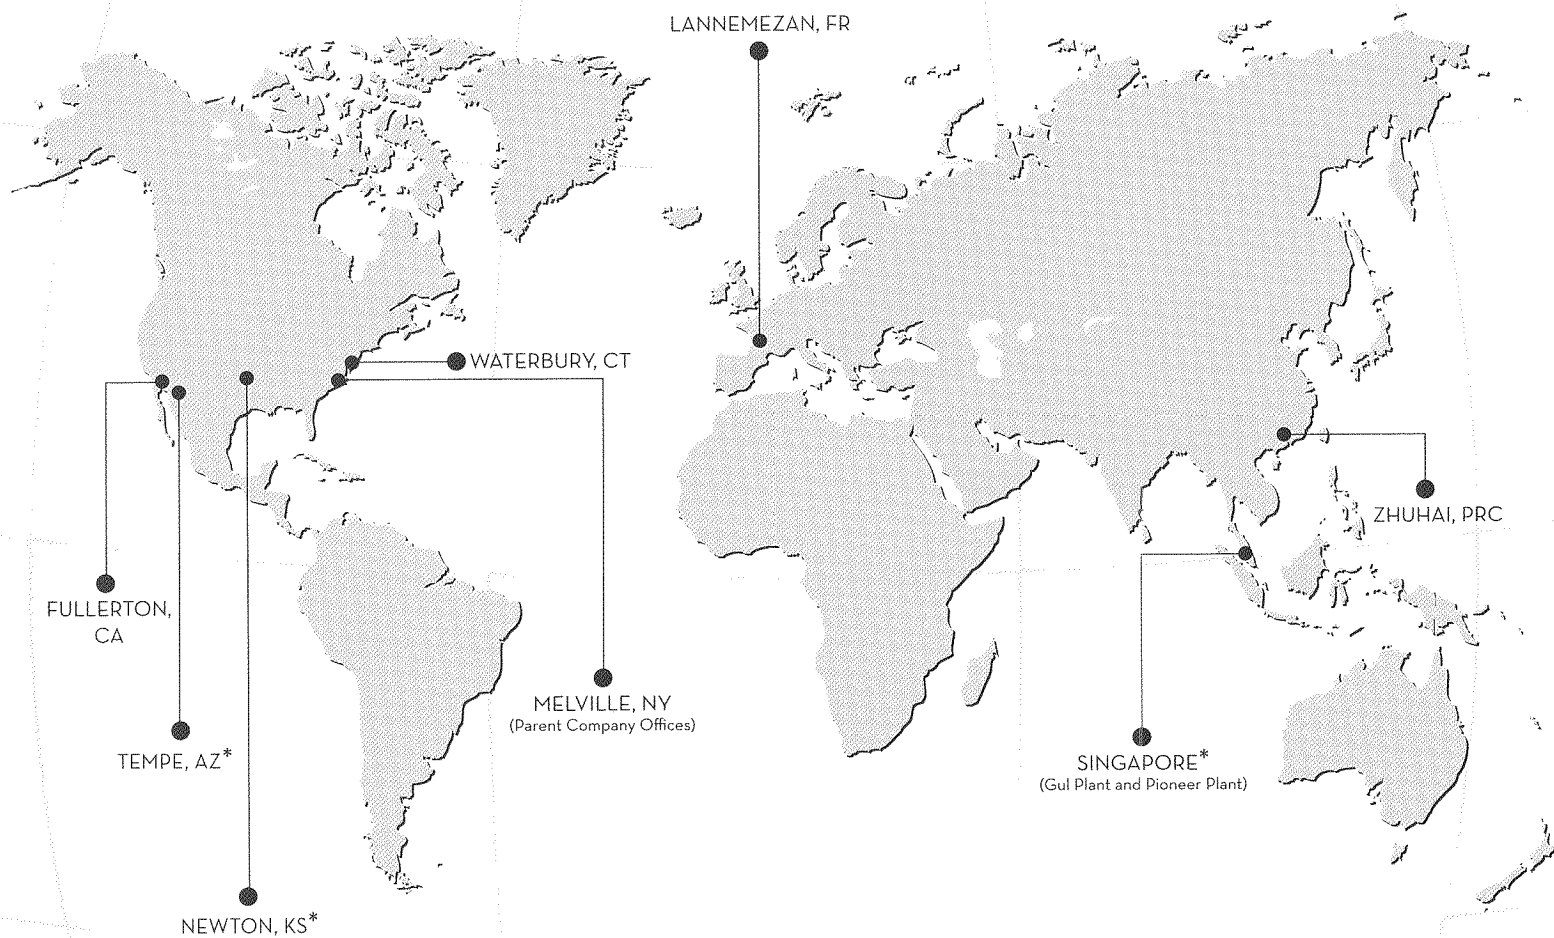 LANNEMEZAN, FR
WATERBURY, CT
ZHUHAI, PRC
FULLERTON,
CA
MELVILLE, NY
(Parent Company Offices)
TEMPE, AZ*
SINGAPORE*
(Gul Plant and Pioneer Plant)
NEWTON, KS*